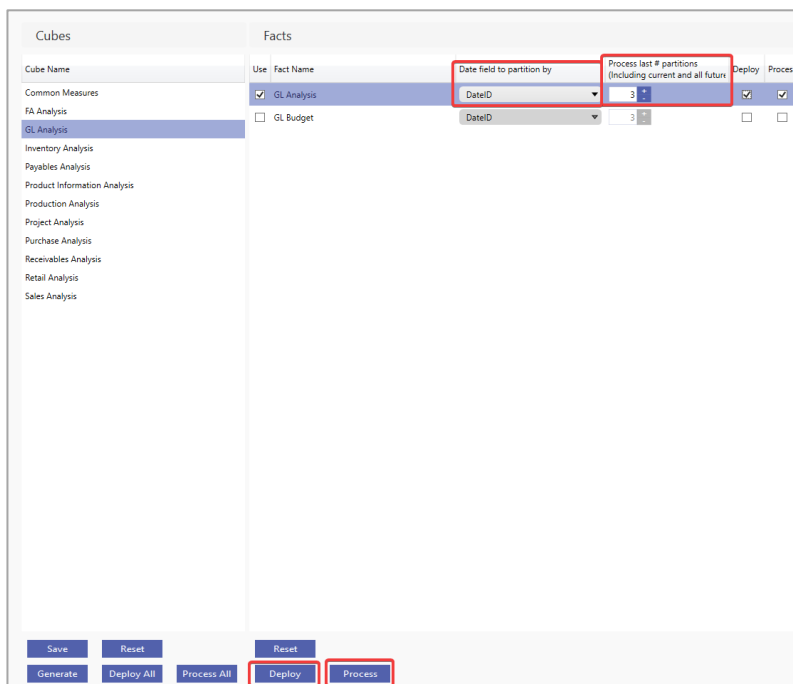 Cubes
Facts
Cube Name
Use Fact Name Date field to partition by Process last # partitions
(Including current and all future Deploy Process
Common Measures
FA Analysis
GL Analysis
Inventory Analysis
Payables Analysis
Product Information Analysis
Production Analysis
Project Analysis
Purchase Analysis
Receivables Analysis
Retail Analysis
Sales Analysis
GL Analysis DateID 3
GL Budget DateID 3
Save Reset
Generate Deploy All Process All
Reset
Deploy Process